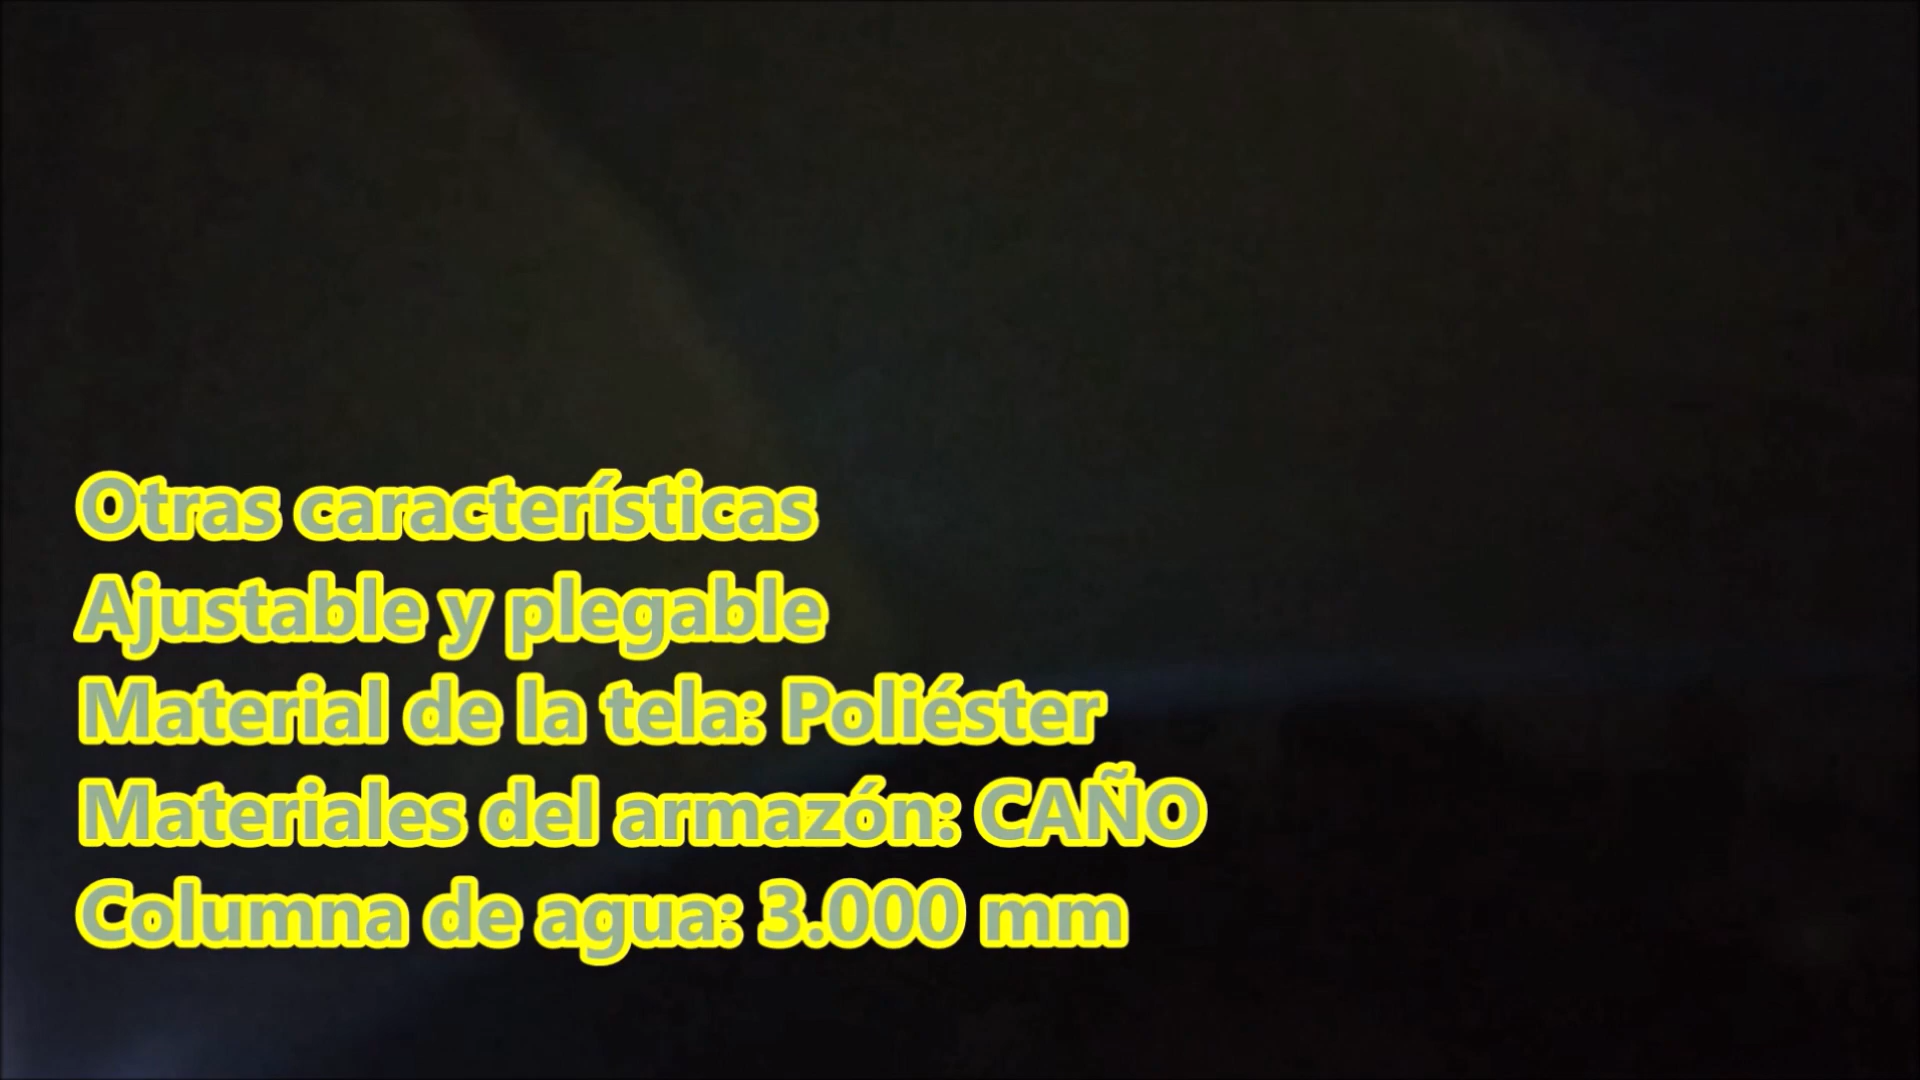 Otras características
Ajustable y plegable
Material de la tela: Poliéster
Materiales del armazón: CAÑO
Columna de agua: 3.000 mm